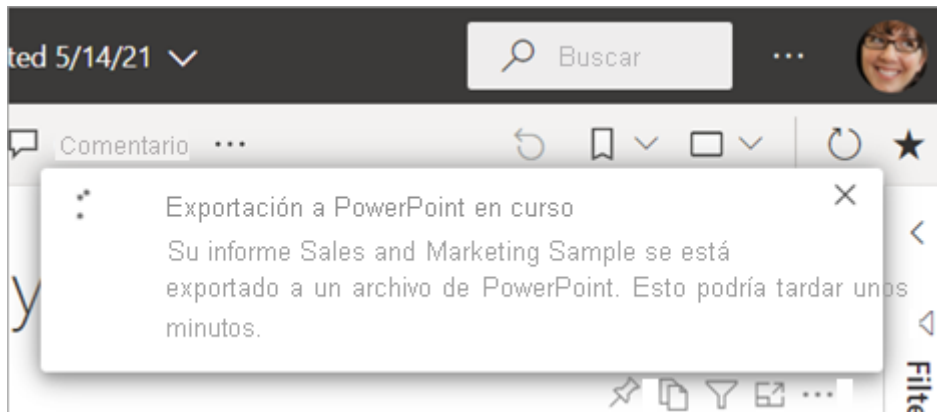 ted 5/14/21
Buscar
Comentario
Exportación a PowerPoint en curso
Su informe Sales and Marketing Sample se está
exportado a un archivo de PowerPoint. Esto podría tardar unos
minutos.
y
Filte